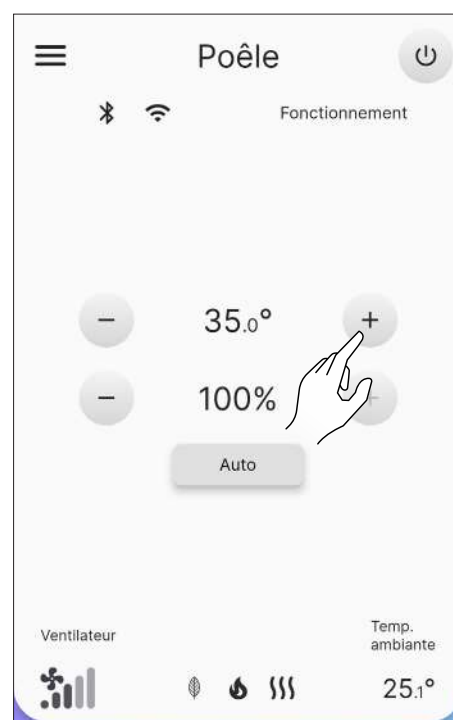 Poêle
Fonctionnement
− 35.0° +
− 100% +
Auto
Ventilateur
Temp.
ambiante
25.1°